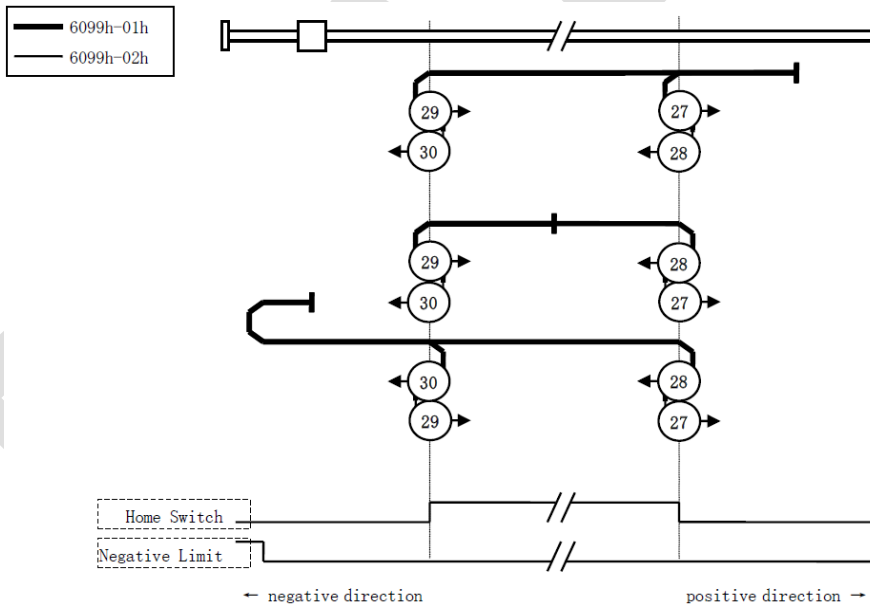 6099h-01h
6099h-02h
29
27
30
28
29
28
30
27
30
28
29
27
Home Switch
Negative Limit
← negative direction
positive direction →